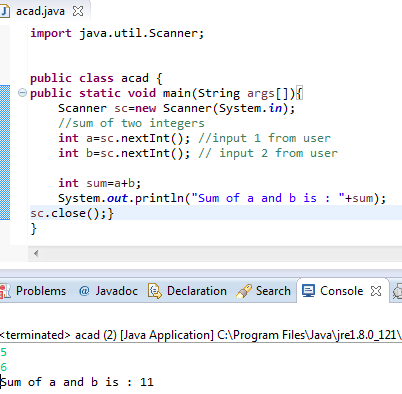 acad.java
import java.util.Scanner;
public class acad {
public static void main(String args[]){
Scanner sc=new Scanner(System.in);
//sum of two integers
int a=sc.nextInt(); //input 1 from user
int b=sc.nextInt(); // input 2 from user
int sum=a+b;
System.out.println("Sum of a and b is : "+sum);
sc.close();}
}
Problems Javadoc Declaration Search Console
<terminated> acad (2) [Java Application] C:\Program Files\Java\jre1.8.0_121\
5
6
Sum of a and b is : 11